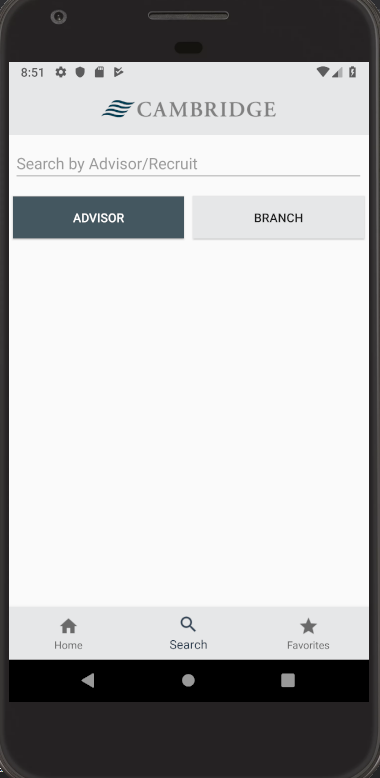 8:51
CAMBRIDGE
Search by Advisor/Recruit
ADVISOR BRANCH
Home Search Favorites